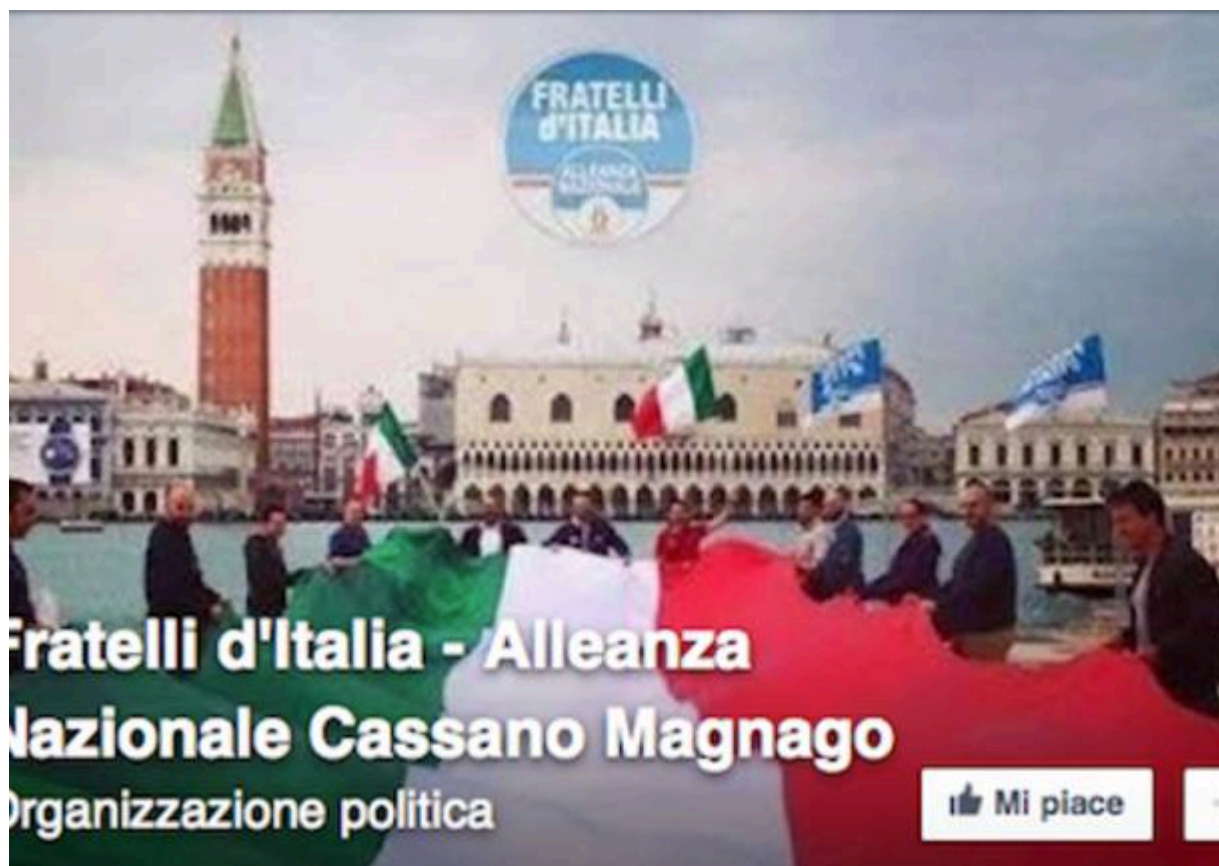 FRATELLI
d'ITALIA
ALLEANZA
NAZIONALE
Fratelli d'Italia - Alleanza
Nazionale Cassano Magnago
Organizzazione politica
Mi piace